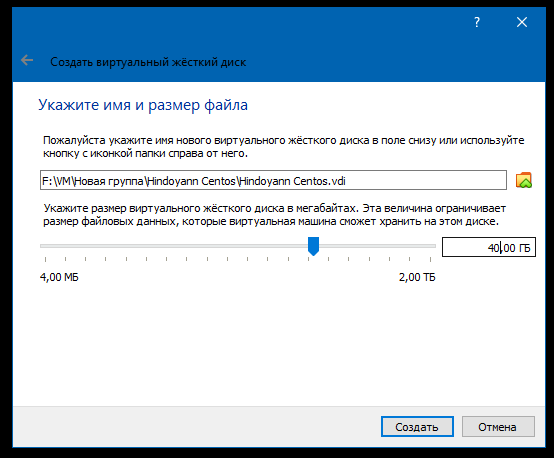 ?
Создать виртуальный жёсткий диск
Укажите имя и размер файла
Пожалуйста укажите имя нового виртуального жёсткого диска в поле снизу или используйте
кнопку с иконкой папки справа от него.
F:\VM\Новая группа\Hindoyann Centos\Hindoyann Centos.vdi
Укажите размер виртуального жёсткого диска в мегабайтах. Эта величина ограничивает
размер файловых данных, которые виртуальная машина сможет хранить на этом диске.
40,00 ГБ
4,00 МБ
2,00 ТБ
Создать
Отмена